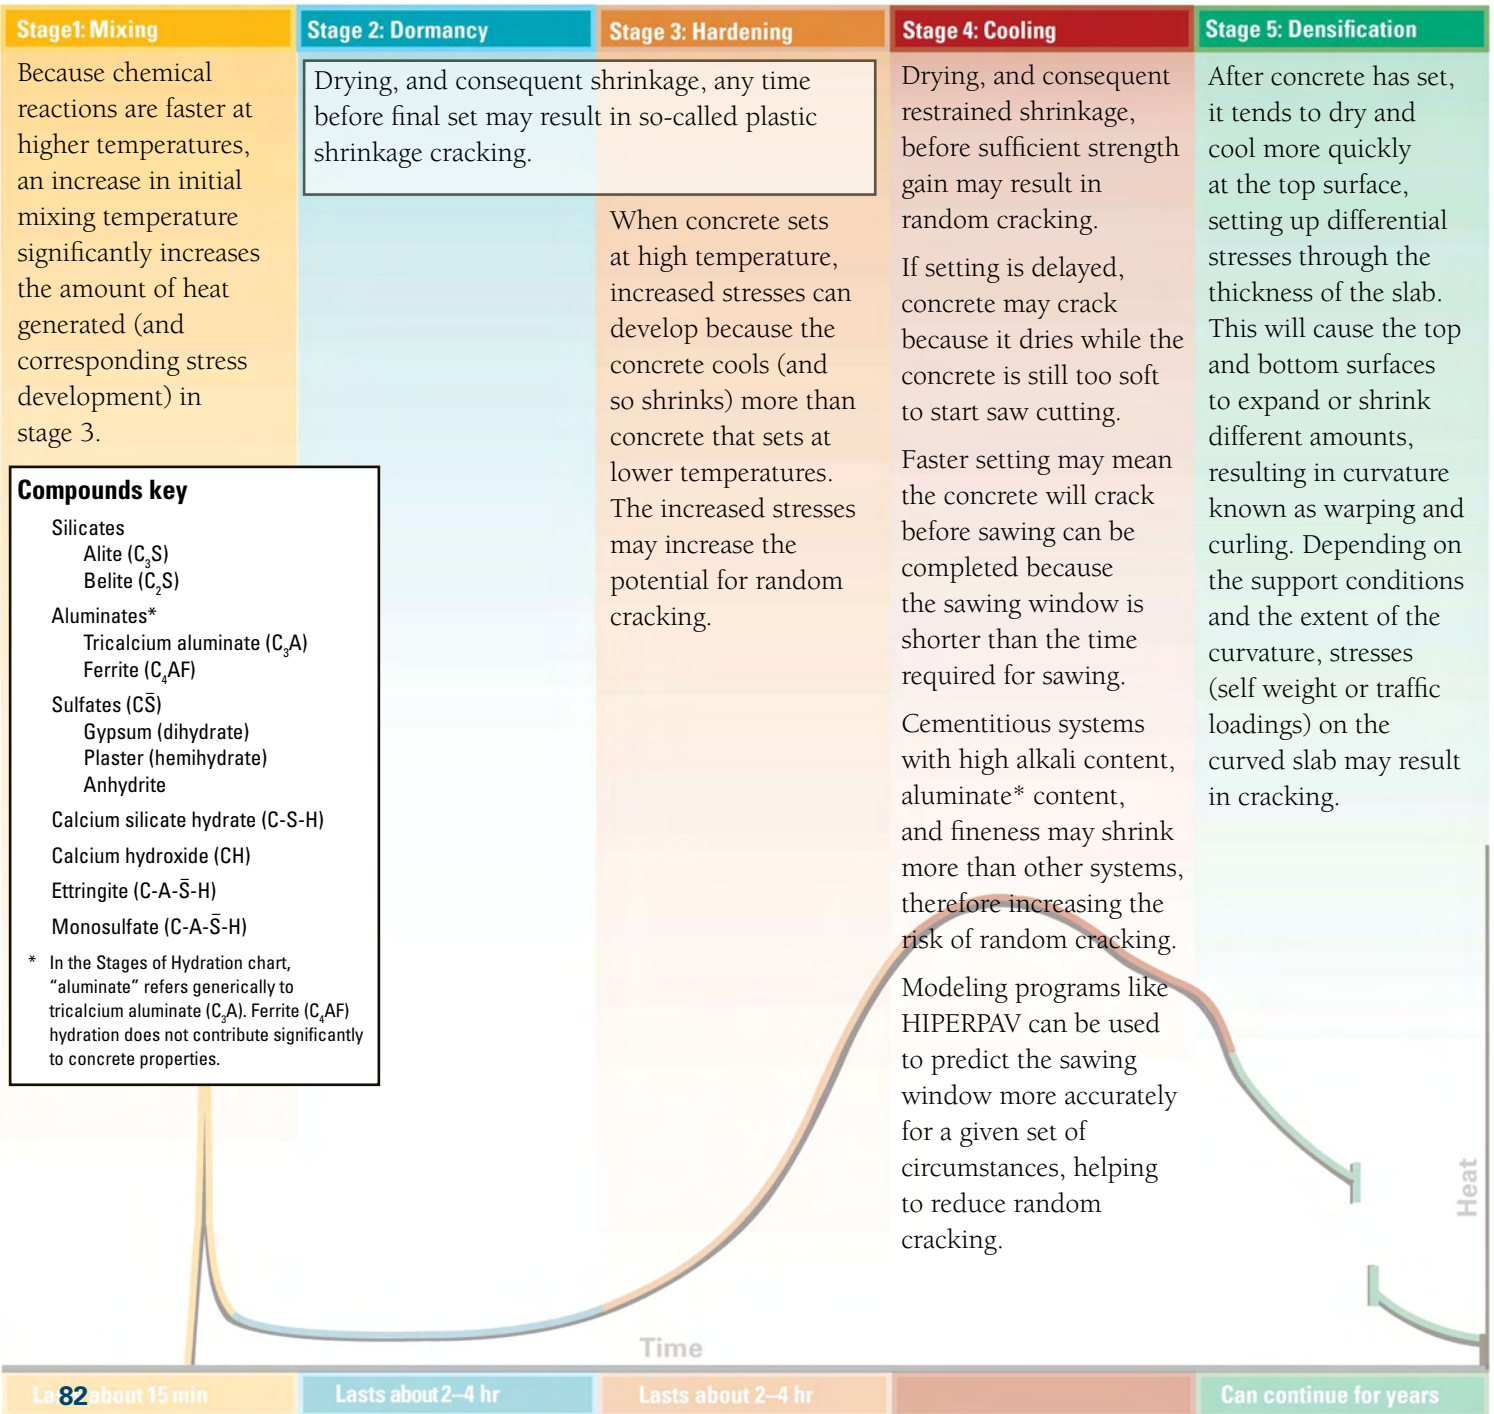 Stage1: Mixing
Because chemical
reactions are faster at
higher temperatures,
an increase in initial
mixing temperature
significantly increases
the amount of heat
generated (and
corresponding stress
development) in
stage 3.
Stage 2: Dormancy
Stage 3: Hardening
Drying, and consequent shrinkage, any time
before final set may result in so-called plastic
shrinkage cracking.
When concrete sets
at high temperature,
increased stresses can
develop because the
concrete cools (and
so shrinks) more than
concrete that sets at
lower temperatures.
The increased stresses
may increase the
potential for random
cracking.
Stage 4: Cooling
Drying, and consequent
restrained shrinkage,
before sufficient strength
gain may result in
random cracking.
If setting is delayed,
concrete may crack
because it dries while the
concrete is still too soft
to start saw cutting.
Faster setting may mean
the concrete will crack
before sawing can be
completed because
the sawing window is
shorter than the time
required for sawing.
Cementitious systems
with high alkali content,
aluminate* content,
and fineness may shrink
more than other systems,
therefore increasing the
risk of random cracking.
Modeling programs like
HIPERPAV can be used
to predict the sawing
window more accurately
for a given set of
circumstances, helping
to reduce random
cracking.
Stage 5: Densification
After concrete has set,
it tends to dry and
cool more quickly
at the top surface,
setting up differential
stresses through the
thickness of the slab.
This will cause the top
and bottom surfaces
to expand or shrink
different amounts,
resulting in curvature
known as warping and
curling. Depending on
the support conditions
and the extent of the
curvature, stresses
(self weight or traffic
loadings) on the
curved slab may result
in cracking.
Compounds key
Silicates
Alite (C₃S)
Belite (C₂S)
Aluminates*
Tricalcium aluminate (C₃A)
Ferrite (C₄AF)
Sulfates (CS̄)
Gypsum (dihydrate)
Plaster (hemihydrate)
Anhydrite
Calcium silicate hydrate (C-S-H)
Calcium hydroxide (CH)
Ettringite (C-A-S̄-H)
Monosulfate (C-A-S̄-H)
* In the Stages of Hydration chart,
“aluminate” refers generically to
tricalcium aluminate (C₃A). Ferrite (C₄AF)
hydration does not contribute significantly
to concrete properties.
Heat
Time
82 about 15 min
Lasts about 2–4 hr
Lasts about 2–4 hr
Can continue for years